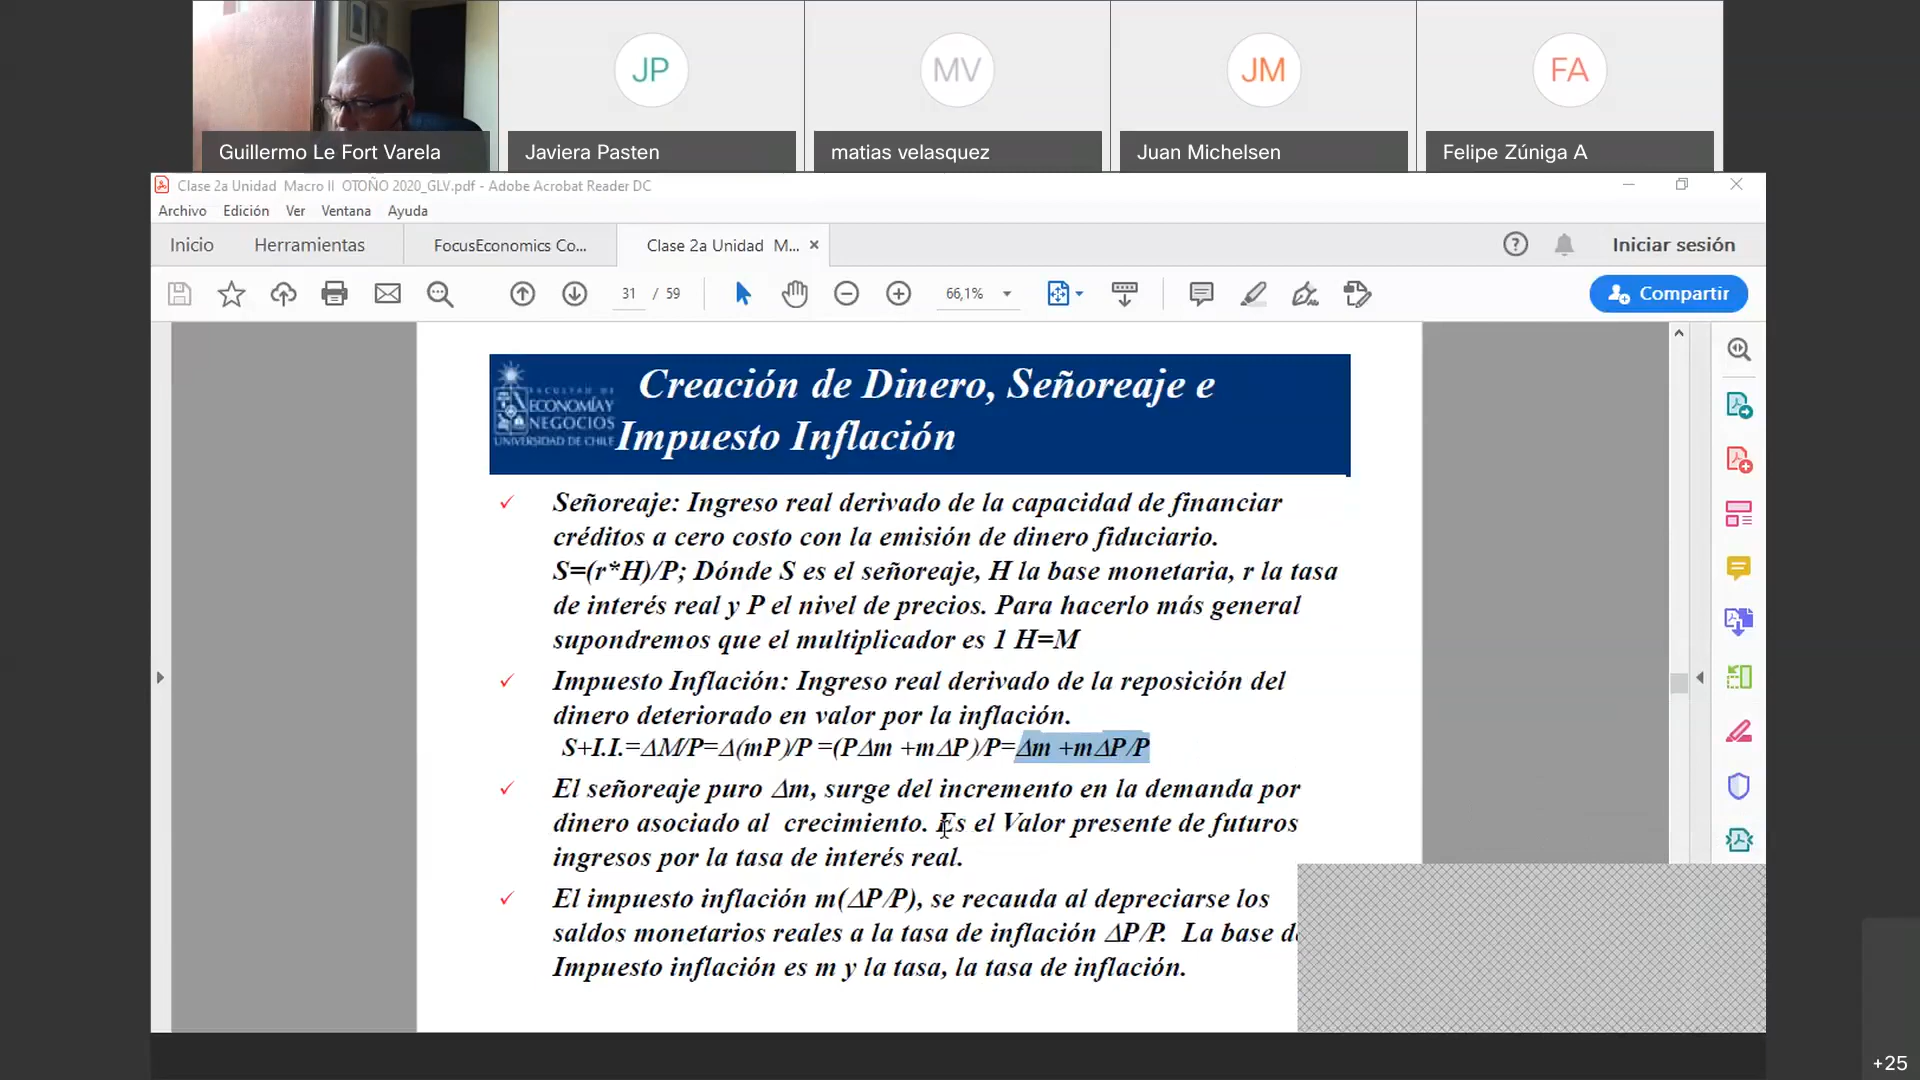 JP
MV
JM
FA
Guillermo Le Fort Varela
Javiera Pasten
matias velasquez
Juan Michelsen
Felipe Zúniga A
Clase 2a Unidad Macro II OTOÑO 2020_GLV.pdf - Adobe Acrobat Reader DC
Archivo Edición Ver Ventana Ayuda
Inicio Herramientas FocusEconomics Co... Clase 2a Unidad M... Iniciar sesión
31 / 59 66,1% Compartir
Creación de Dinero, Señoreaje e
Impuesto Inflación
FACULTAD DE
ECONOMÍA Y
NEGOCIOS
UNIVERSIDAD DE CHILE
✓ Señoreaje: Ingreso real derivado de la capacidad de financiar
créditos a cero costo con la emisión de dinero fiduciario.
S=(r*H)/P; Dónde S es el señoreaje, H la base monetaria, r la tasa
de interés real y P el nivel de precios. Para hacerlo más general
supondremos que el multiplicador es 1 H=M
✓ Impuesto Inflación: Ingreso real derivado de la reposición del
dinero deteriorado en valor por la inflación.
S+I.I.=ΔM/P=Δ(mP)/P =(PΔm +mΔP)/P=Δm +mΔP/P
✓ El señoreaje puro Δm, surge del incremento en la demanda por
dinero asociado al crecimiento. Es el Valor presente de futuros
ingresos por la tasa de interés real.
✓ El impuesto inflación m(ΔP/P), se recauda al depreciarse los
saldos monetarios reales a la tasa de inflación ΔP/P. La base
Impuesto inflación es m y la tasa, la tasa de inflación.
+25